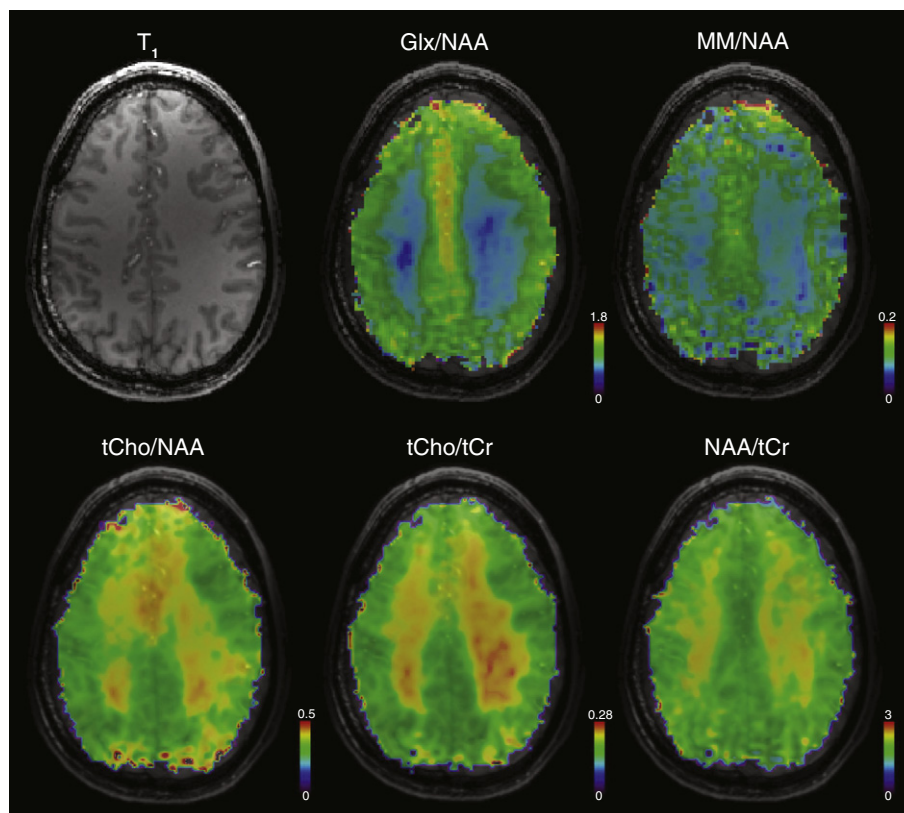 T1
Glx/NAA
MM/NAA
1.8
0
0.2
0
tCho/NAA
tCho/tCr
NAA/tCr
0.5
0
0.28
0
3
0